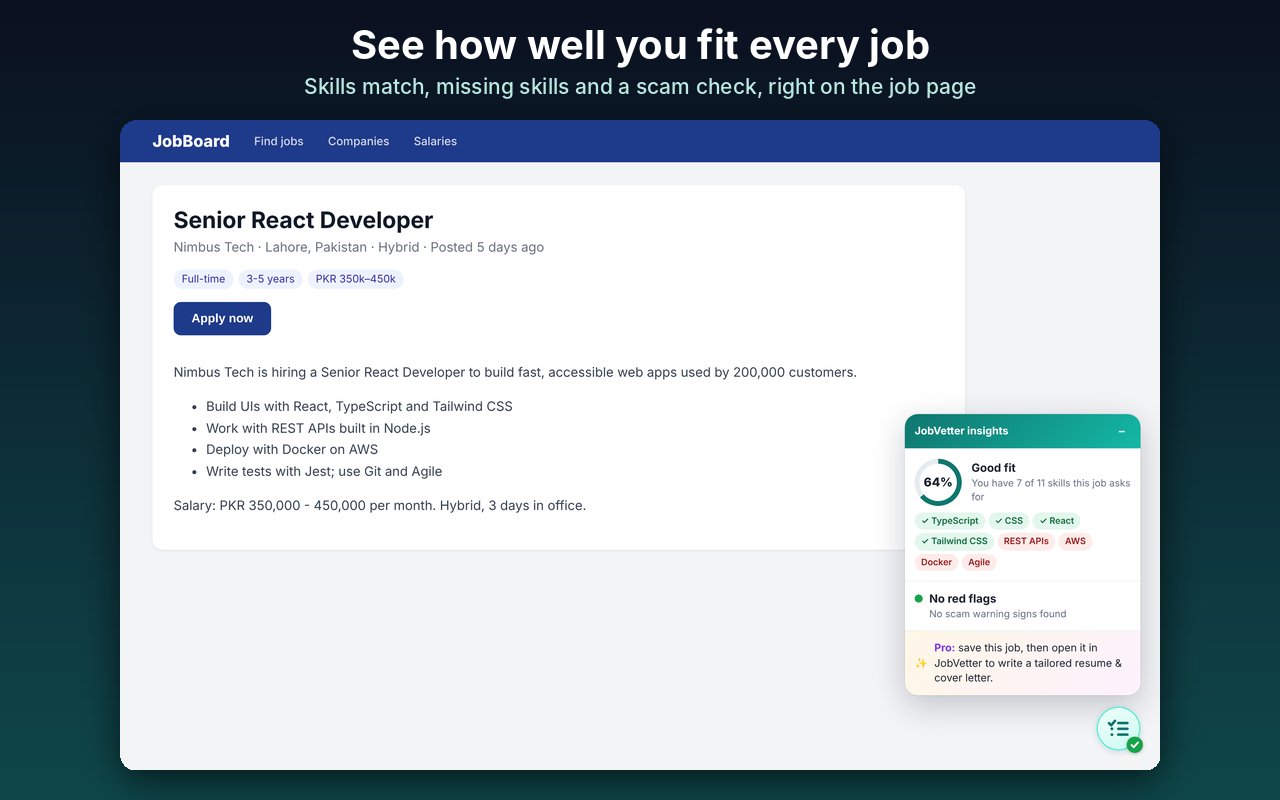 See how well you fit every job
Skills match, missing skills and a scam check, right on the job page
JobBoard Find jobs Companies Salaries
Senior React Developer
Nimbus Tech · Lahore, Pakistan · Hybrid · Posted 5 days ago
Full-time 3-5 years PKR 350k–450k
Apply now
Nimbus Tech is hiring a Senior React Developer to build fast, accessible web apps used by 200,000 customers.
• Build UIs with React, TypeScript and Tailwind CSS
• Work with REST APIs built in Node.js
• Deploy with Docker on AWS
• Write tests with Jest; use Git and Agile
Salary: PKR 350,000 - 450,000 per month. Hybrid, 3 days in office.
JobVetter insights –
64%
Good fit
You have 7 of 11 skills this job asks
for
✓ TypeScript ✓ CSS ✓ React
✓ Tailwind CSS REST APIs AWS
Docker Agile
No red flags
No scam warning signs found
✨ Pro: save this job, then open it in
JobVetter to write a tailored resume &
cover letter.